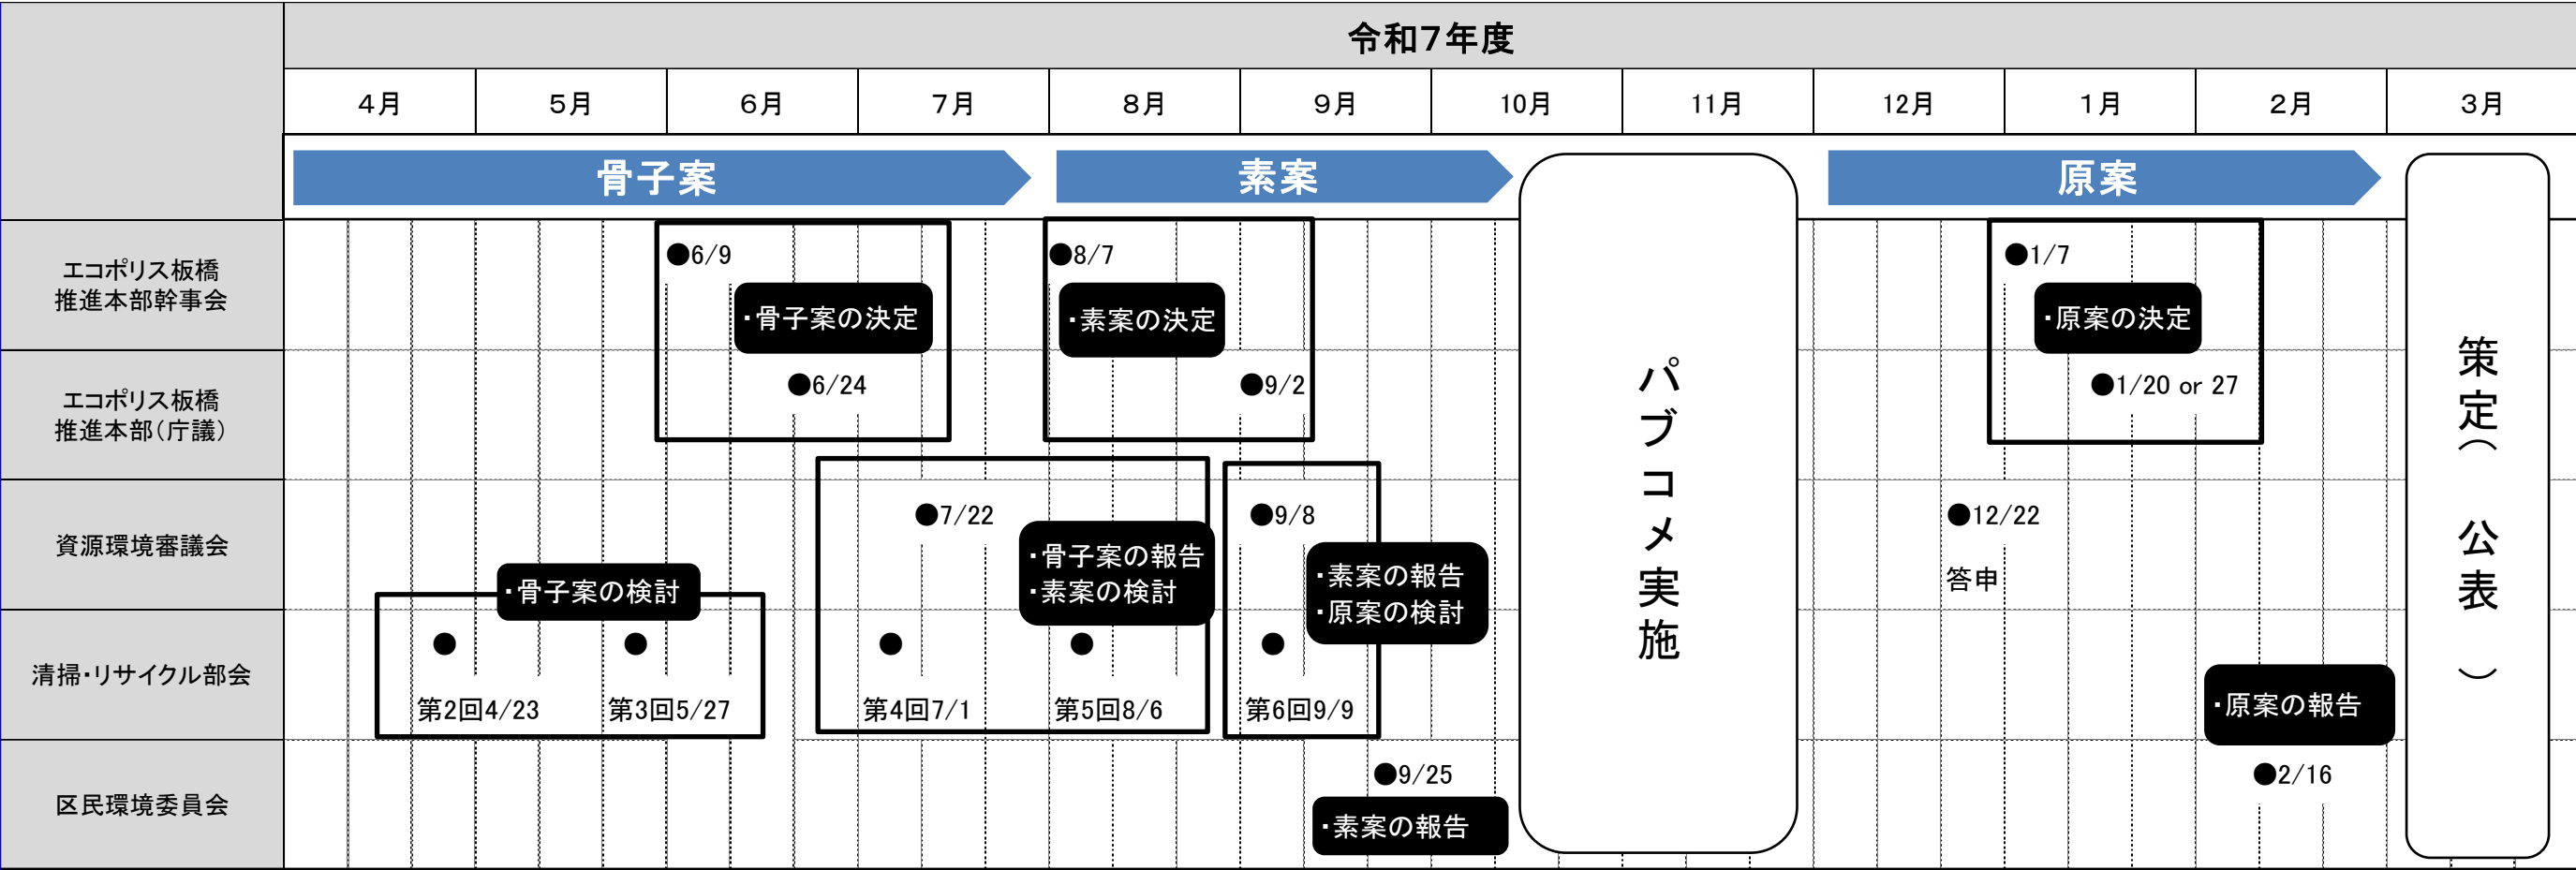 令和7年度
4月
5月
6月
7月
8月
9月
10月
11月
12月
1月
2月
3月
骨子案
素案
原案
エコポリス板橋
推進本部幹事会
●6/9
・骨子案の決定
●8/7
・素案の決定
●1/7
・原案の決定
エコポリス板橋
推進本部(庁議)
●6/24
●9/2
●1/20 or 27
資源環境審議会
●7/22
・骨子案の報告
・素案の検討
●9/8
・素案の報告
・原案の検討
●12/22
答申
・骨子案の検討
清掃・リサイクル部会
第2回4/23
第3回5/27
第4回7/1
第5回8/6
第6回9/9
・原案の報告
区民環境委員会
●9/25
・素案の報告
●2/16
パブコメ実施
策定( 公表 )